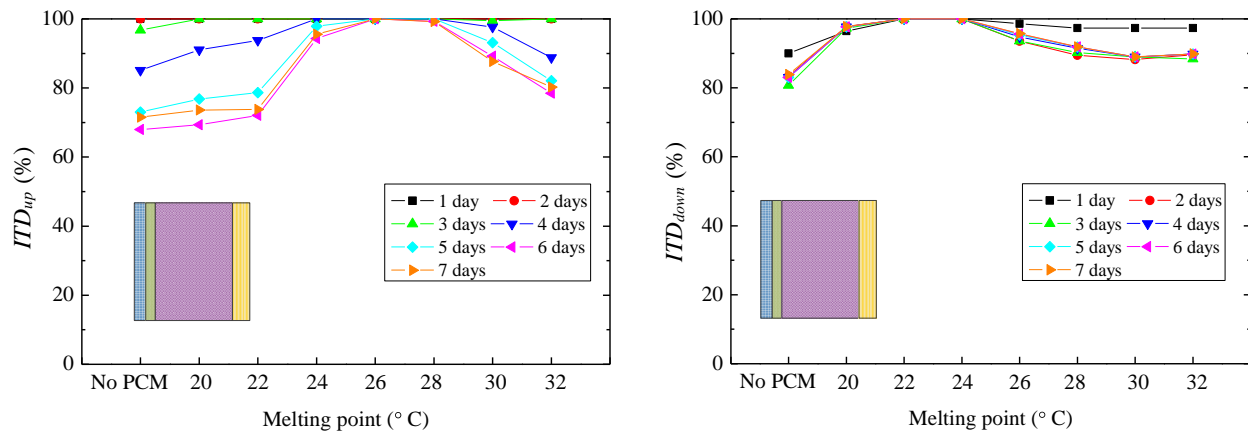 100
80
60
40
20
0
ITDup (%)
1 day
2 days
3 days
4 days
5 days
6 days
7 days
No PCM 20 22 24 26 28 30 32
Melting point (° C)
100
80
60
40
20
0
ITDdown (%)
1 day
2 days
3 days
4 days
5 days
6 days
7 days
No PCM 20 22 24 26 28 30 32
Melting point (° C)